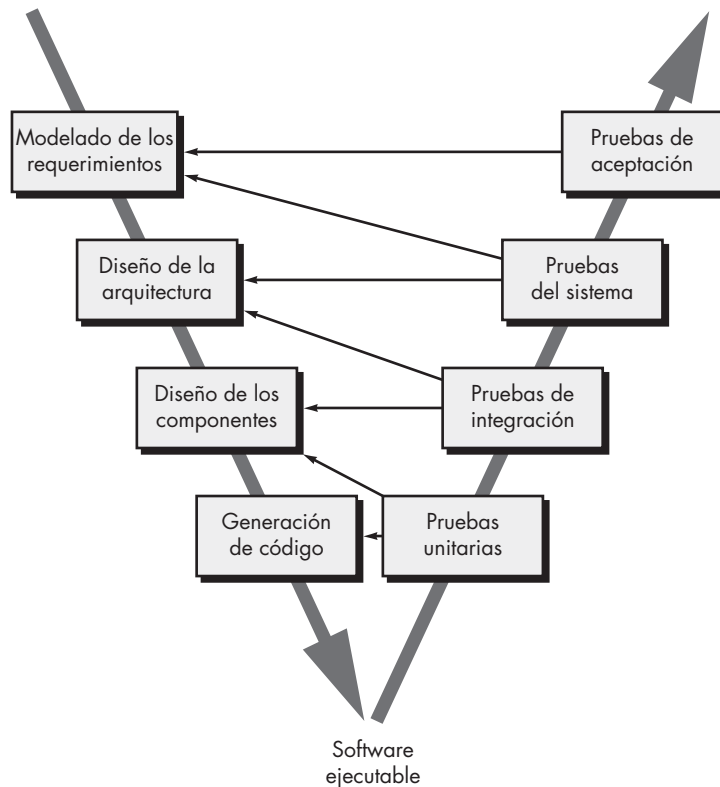 Modelado de los
requerimientos
Pruebas de
aceptación
Diseño de la
arquitectura
Pruebas
del sistema
Diseño de los
componentes
Pruebas de
integración
Generación
de código
Pruebas
unitarias
Software
ejecutable